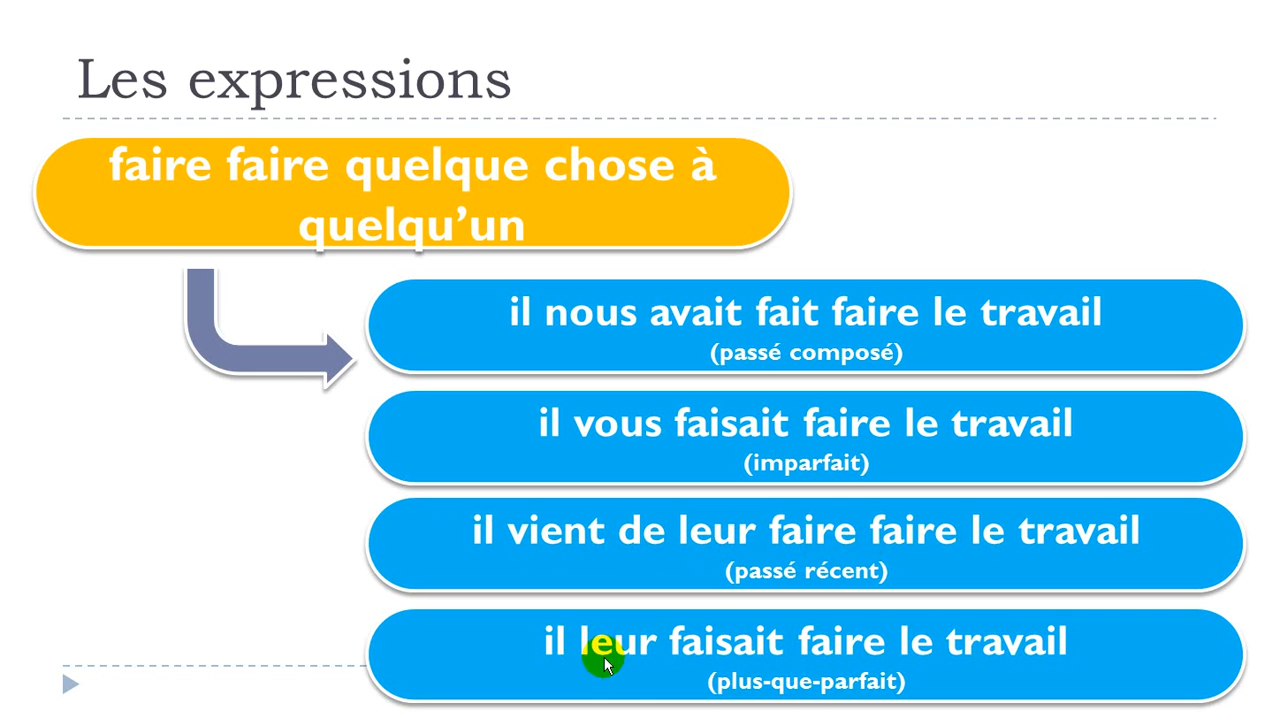 Les expressions
faire faire quelque chose à
quelqu’un
il nous avait fait faire le travail
(passé composé)
il vous faisait faire le travail
(imparfait)
il vient de leur faire faire le travail
(passé récent)
il leur faisait faire le travail
(plus-que-parfait)